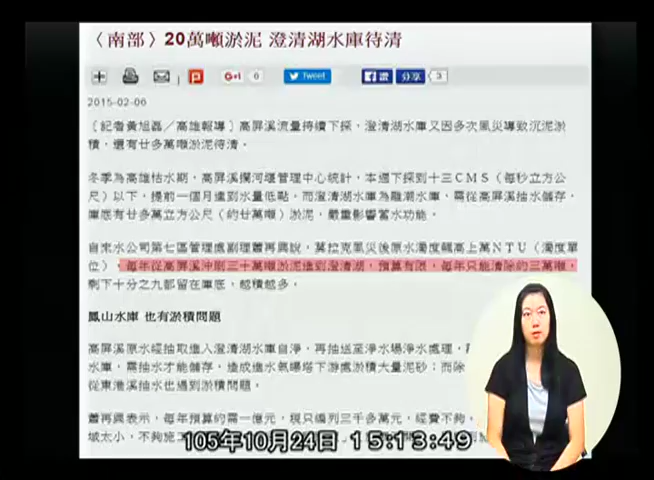 〈南部〉20萬噸淤泥 澄清湖水庫待清
G+1 0 Tweet 讚 分享 3
2015-02-06
〔記者黃旭磊／高雄報導〕高屏溪流量持續下探，澄清湖水庫又因多次風災導致沉泥淤
積，還有廿多萬噸淤泥待清。
冬季為高雄枯水期，高屏溪攔河堰管理中心統計，本週下探到十三CMS（每秒立方公
尺）以下，提前一個月達到水量低點，而澄清湖水庫為離潮水庫，需從高屏溪抽水儲存，
庫底有廿多萬立方公尺（約廿萬噸）淤泥，嚴重影響蓄水功能。
自來水公司第七區管理處副理蕭再興說，莫拉克風災後原水濁度飆高上萬NTU（濁度單
位），每年從高屏溪沖刷三十萬噸淤泥進到澄清湖，預算有限，每年只能清除約三萬噸，
剩下十分之九都留在庫底，越積越多。
鳳山水庫 也有淤積問題
高屏溪原水經抽取進入澄清湖水庫自淨，再抽送至淨水場淨水處理，
水庫，需抽水才能儲存，造成進水氣曝塔下游處淤積大量泥砂；而除
從東港溪抽水也遇到淤積問題。
蕭再興表示，每年預算約需一億元，現只編列三千多萬元，經費不夠，
域太小，不夠施工
105年10月24日 15:13:49